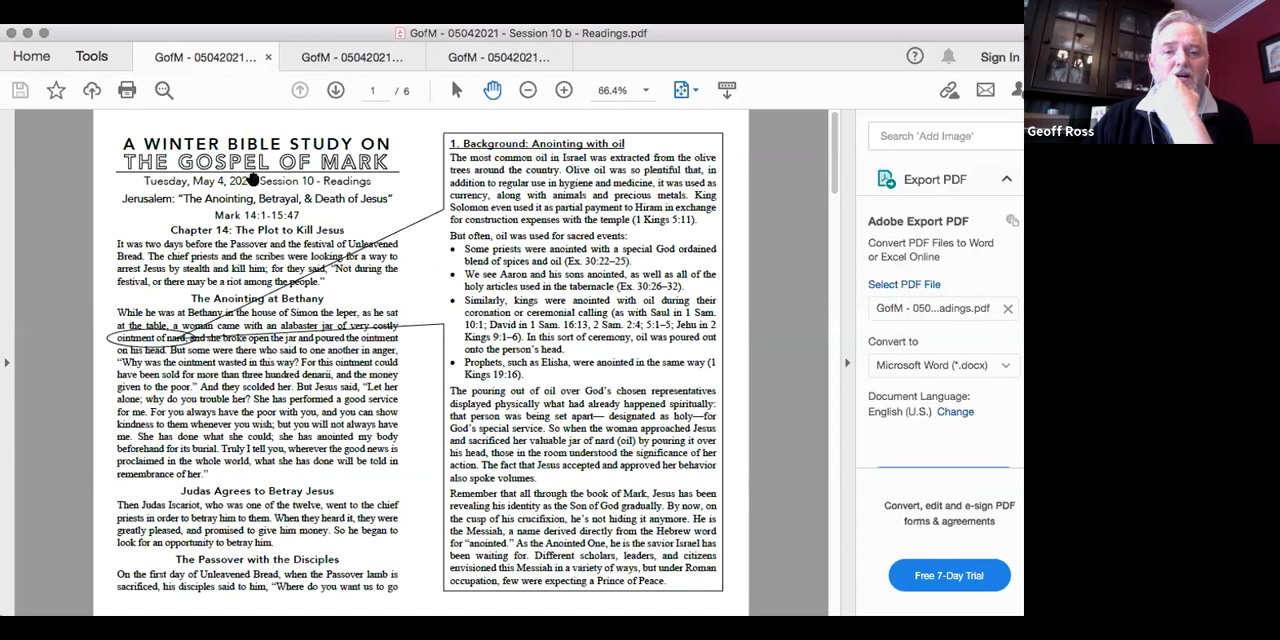 GofM - 05042021 - Session 10 b - Readings.pdf
Home
Tools
GofM - 05042021...
GofM - 05042021...
GofM - 05042021...
Sign In
1 / 6
66.4%
A WINTER BIBLE STUDY ON
THE GOSPEL OF MARK
Tuesday, May 4, Session 10 - Readings
Jerusalem: "The Anointing, Betrayal, & Death of Jesus"
Mark 14:1-15:47
Chapter 14: The Plot to Kill Jesus
It was two days before the Passover and the festival of Unleavened
Bread. The chief priests and the scribes were looking for a way to
arrest Jesus by stealth and kill him; for they said, "Not during the
festival, or there may be a riot among the people."
The Anointing at Bethany
While he was at Bethany in the house of Simon the leper, as he sat
at the table, a woman came with an alabaster jar of very costly
ointment of nard, and she broke open the jar and poured the ointment
on his head. But some were there who said to one another in anger,
"Why was the ointment wasted in this way? For this ointment could
have been sold for more than three hundred denarii, and the money
given to the poor." And they scolded her. But Jesus said, "Let her
alone; why do you trouble her? She has performed a good service
for me. For you always have the poor with you, and you can show
kindness to them whenever you wish; but you will not always have
me. She has done what she could; she has anointed my body
beforehand for its burial. Truly I tell you, wherever the good news is
proclaimed in the whole world, what she has done will be told in
remembrance of her."
Judas Agrees to Betray Jesus
Then Judas Iscariot, who was one of the twelve, went to the chief
priests in order to betray him to them. When they heard it, they were
greatly pleased, and promised to give him money. So he began to
look for an opportunity to betray him.
The Passover with the Disciples
On the first day of Unleavened Bread, when the Passover lamb is
sacrificed, his disciples said to him, "Where do you want us to go
1. Background: Anointing with oil
The most common oil in Israel was extracted from the olive
trees around the country. Olive oil was so plentiful that, in
addition to regular use in hygiene and medicine, it was used as
currency, along with animals and precious metals. King
Solomon even used it as partial payment to Hiram in exchange
for construction expenses with the temple (1 Kings 5:11).
But often, oil was used for sacred events:
• Some priests were anointed with a special God ordained
blend of spices and oil (Ex. 30:22–25).
• We see Aaron and his sons anointed, as well as all of the
holy articles used in the tabernacle (Ex. 30:26–32).
• Similarly, kings were anointed with oil during their
coronation or ceremonial calling (as with Saul in 1 Sam.
10:1; David in 1 Sam. 16:13, 2 Sam. 2:4; 5:1–5; Jehu in 2
Kings 9:1–6). In this sort of ceremony, oil was poured out
onto the person's head.
• Prophets, such as Elisha, were anointed in the same way (1
Kings 19:16).
The pouring out of oil over God's chosen representatives
displayed physically what had already happened spiritually:
that person was being set apart— designated as holy—for
God's special service. So when the woman approached Jesus
and sacrificed her valuable jar of nard (oil) by pouring it over
his head, those in the room understood the significance of her
action. The fact that Jesus accepted and approved her behavior
also spoke volumes.
Remember that all through the book of Mark, Jesus has been
revealing his identity as the Son of God gradually. By now, on
the cusp of his crucifixion, he's not hiding it anymore. He is
the Messiah, a name derived directly from the Hebrew word
for "anointed." As the Anointed One, he is the savior Israel has
been waiting for. Different scholars, leaders, and citizens
envisioned this Messiah in a variety of ways, but under Roman
occupation, few were expecting a Prince of Peace.
Search 'Add Image'
Export PDF
Adobe Export PDF
Convert PDF Files to Word
or Excel Online
Select PDF File
GofM - 050...adings.pdf
Convert to
Microsoft Word (*.docx)
Document Language:
English (U.S.) Change
Convert, edit and e-sign PDF
forms & agreements
Free 7-Day Trial
Geoff Ross